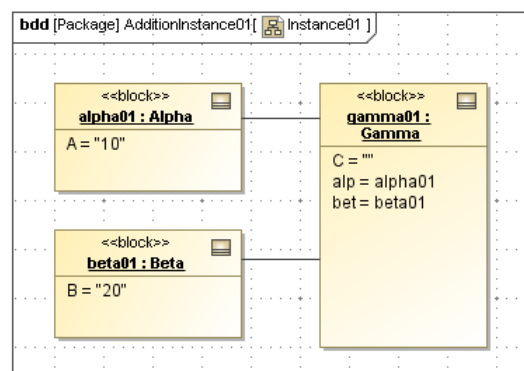 bdd [Package] AdditionInstance01[ Instance01 ]
<<block>>
alpha01 : Alpha
A = "10"
<<block>>
gamma01 :
Gamma
C = ""
alp = alpha01
bet = beta01
<<block>>
beta01 : Beta
B = "20"